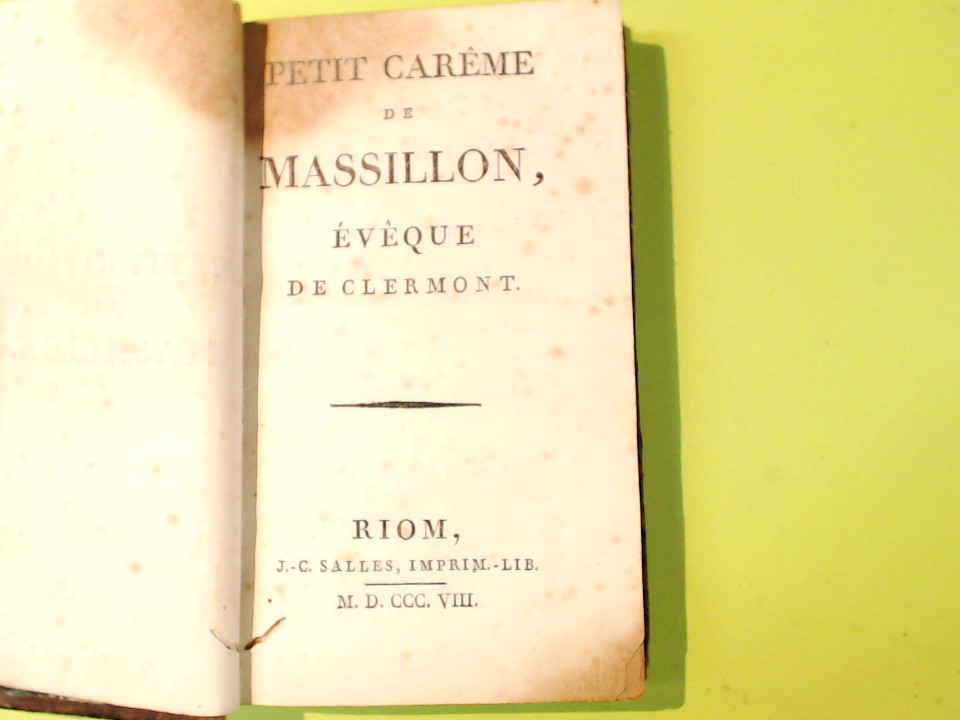 PETIT CARÊME
DE
MASSILLON,
ÉVÊQUE
DE CLERMONT.
RIOM,
J.-C. SALLES, IMPRIM.-LIB.
M. D. CCC. VIII.